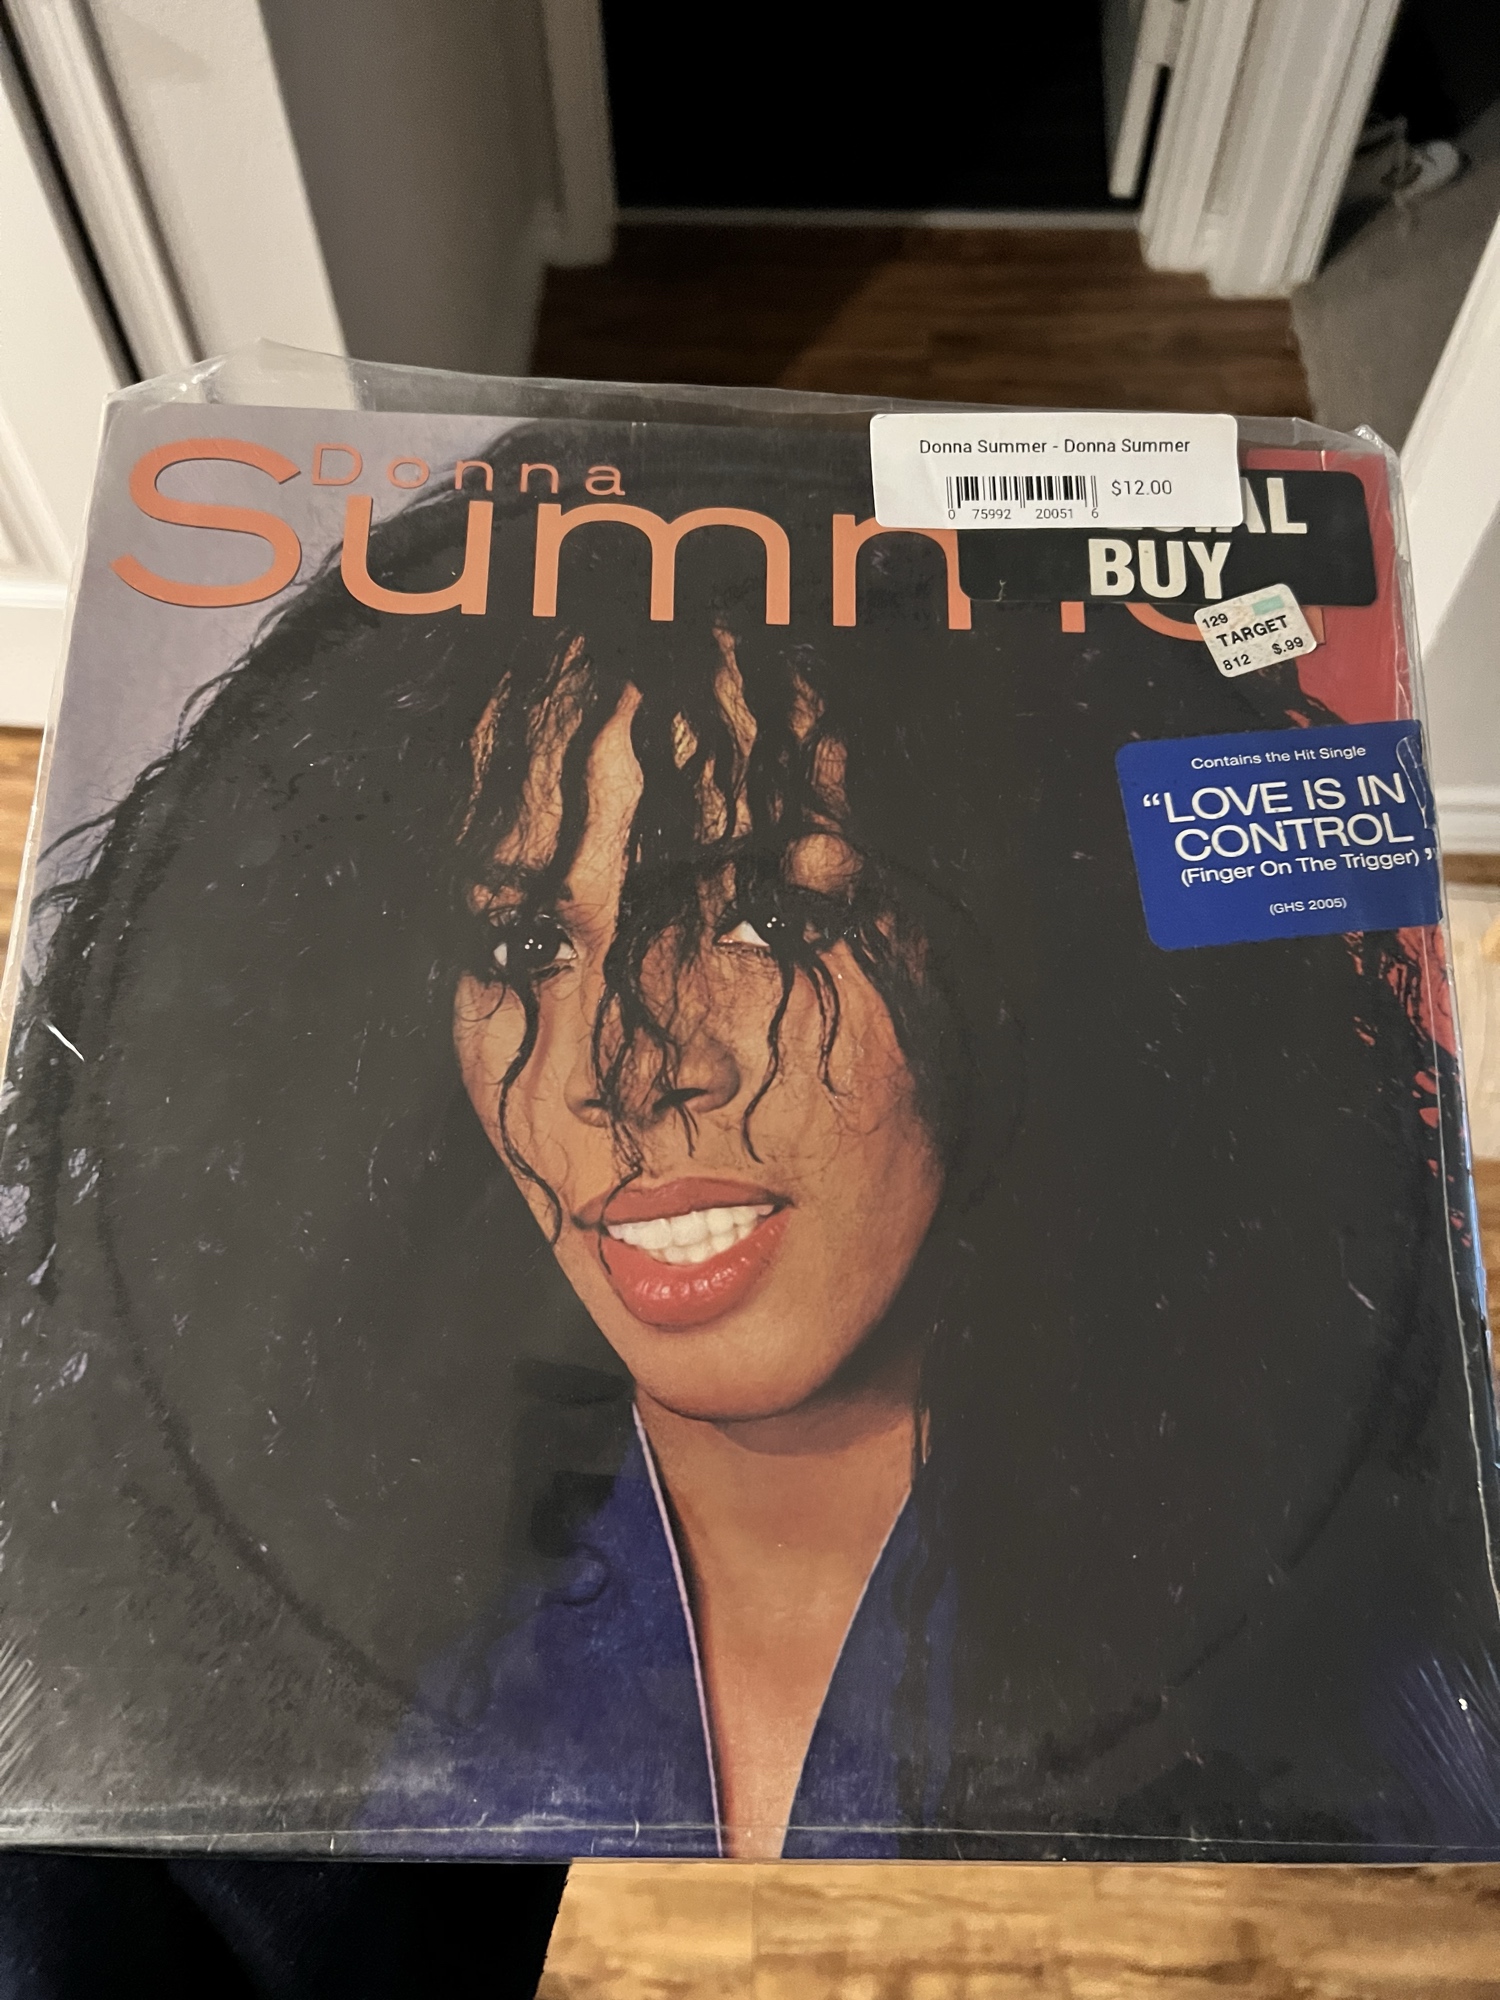 Donna
Summer
Donna Summer - Donna Summer
$12.00
0 75992 20051 6
BUY
129
TARGET
812 $.99
Contains the Hit Single
“LOVE IS IN
CONTROL
(Finger On The Trigger)”
(GHS 2005)